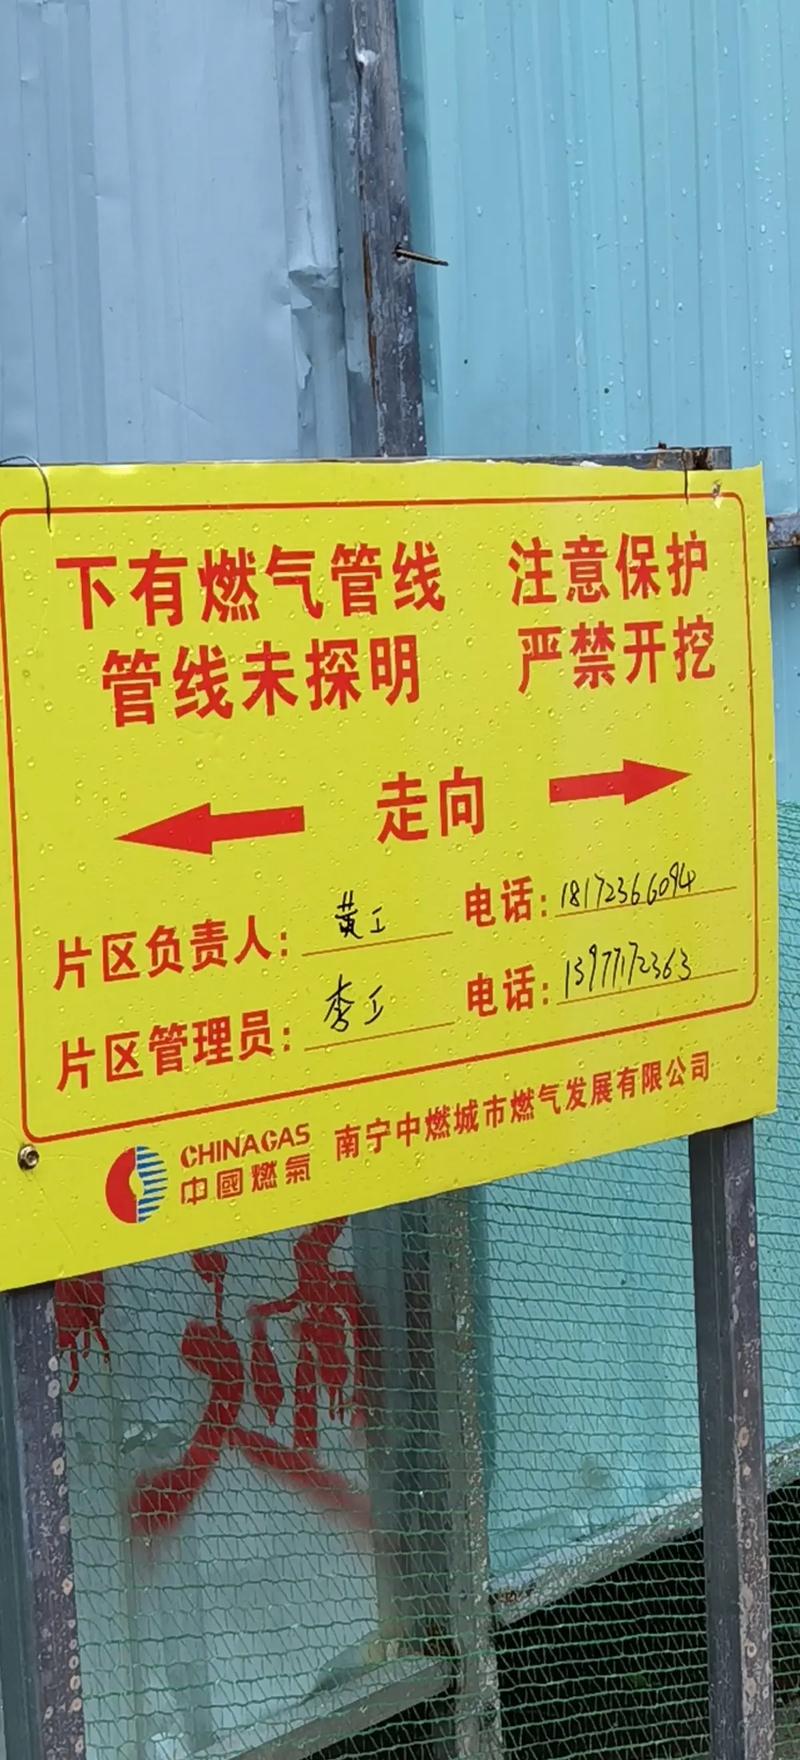 下有燃气管线 注意保护
管线未探明 严禁开挖
走向
片区负责人: 黄工 电话: 18172366094
片区管理员: 李工 电话: 13977172363
CHINAGAS
中國燃氣
南宁中燃城市燃气发展有限公司